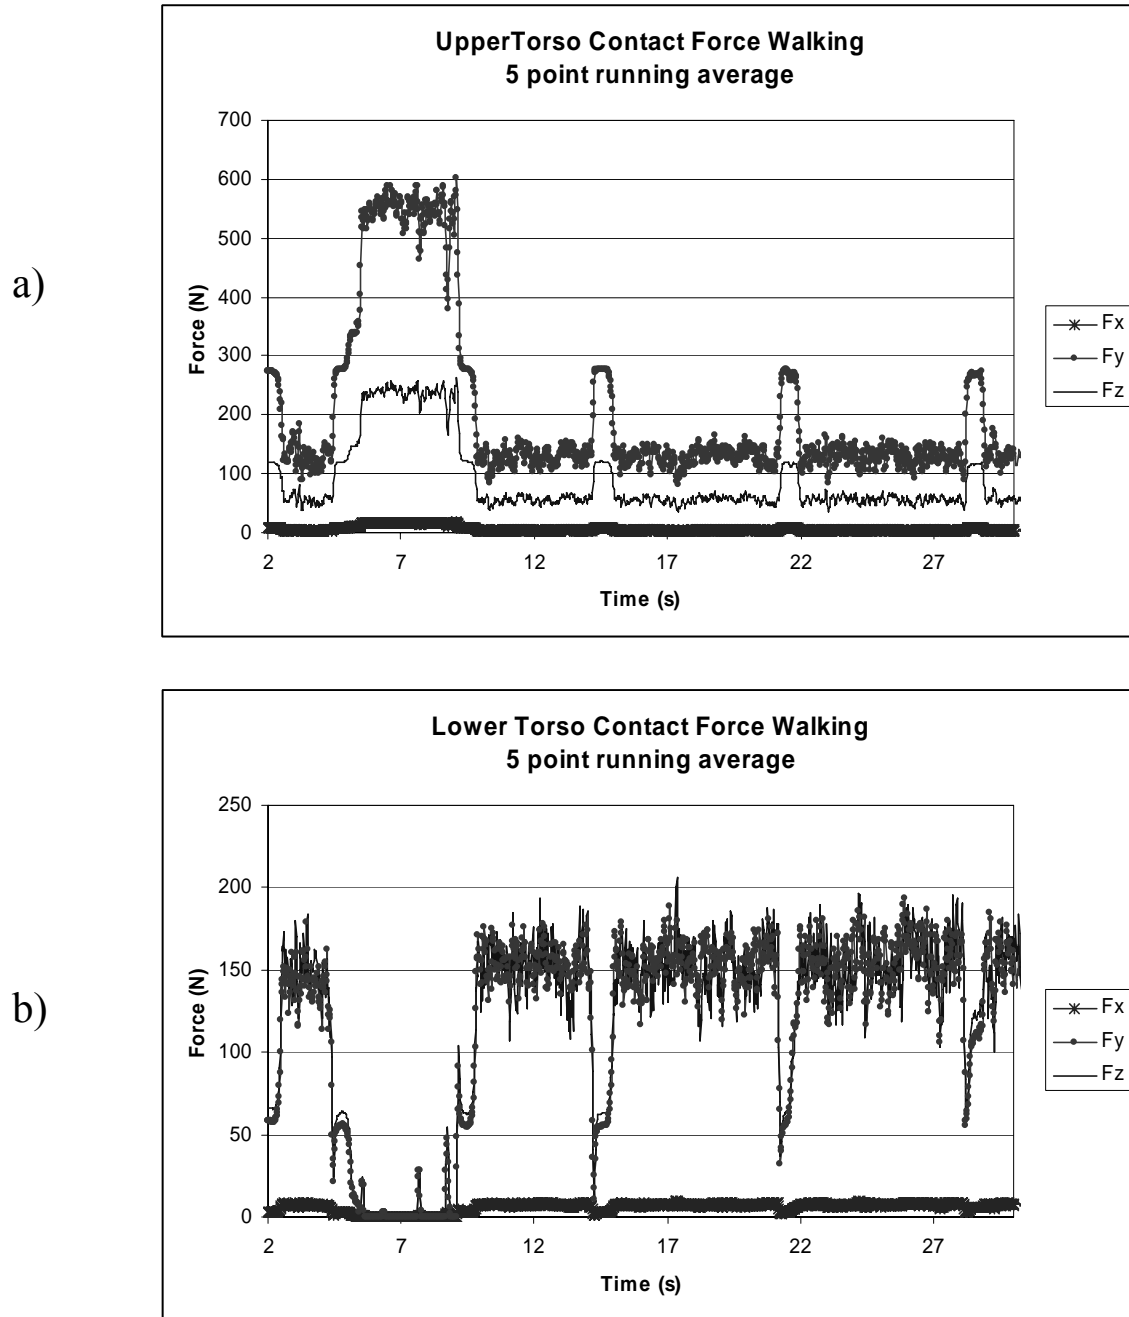 a)
UpperTorso Contact Force Walking
5 point running average
700
600
500
400
300
200
100
0
Force (N)
2 7 12 17 22 27
Time (s)
Fx
Fy
Fz
b)
Lower Torso Contact Force Walking
5 point running average
250
200
150
100
50
0
Force (N)
2 7 12 17 22 27
Time (s)
Fx
Fy
Fz